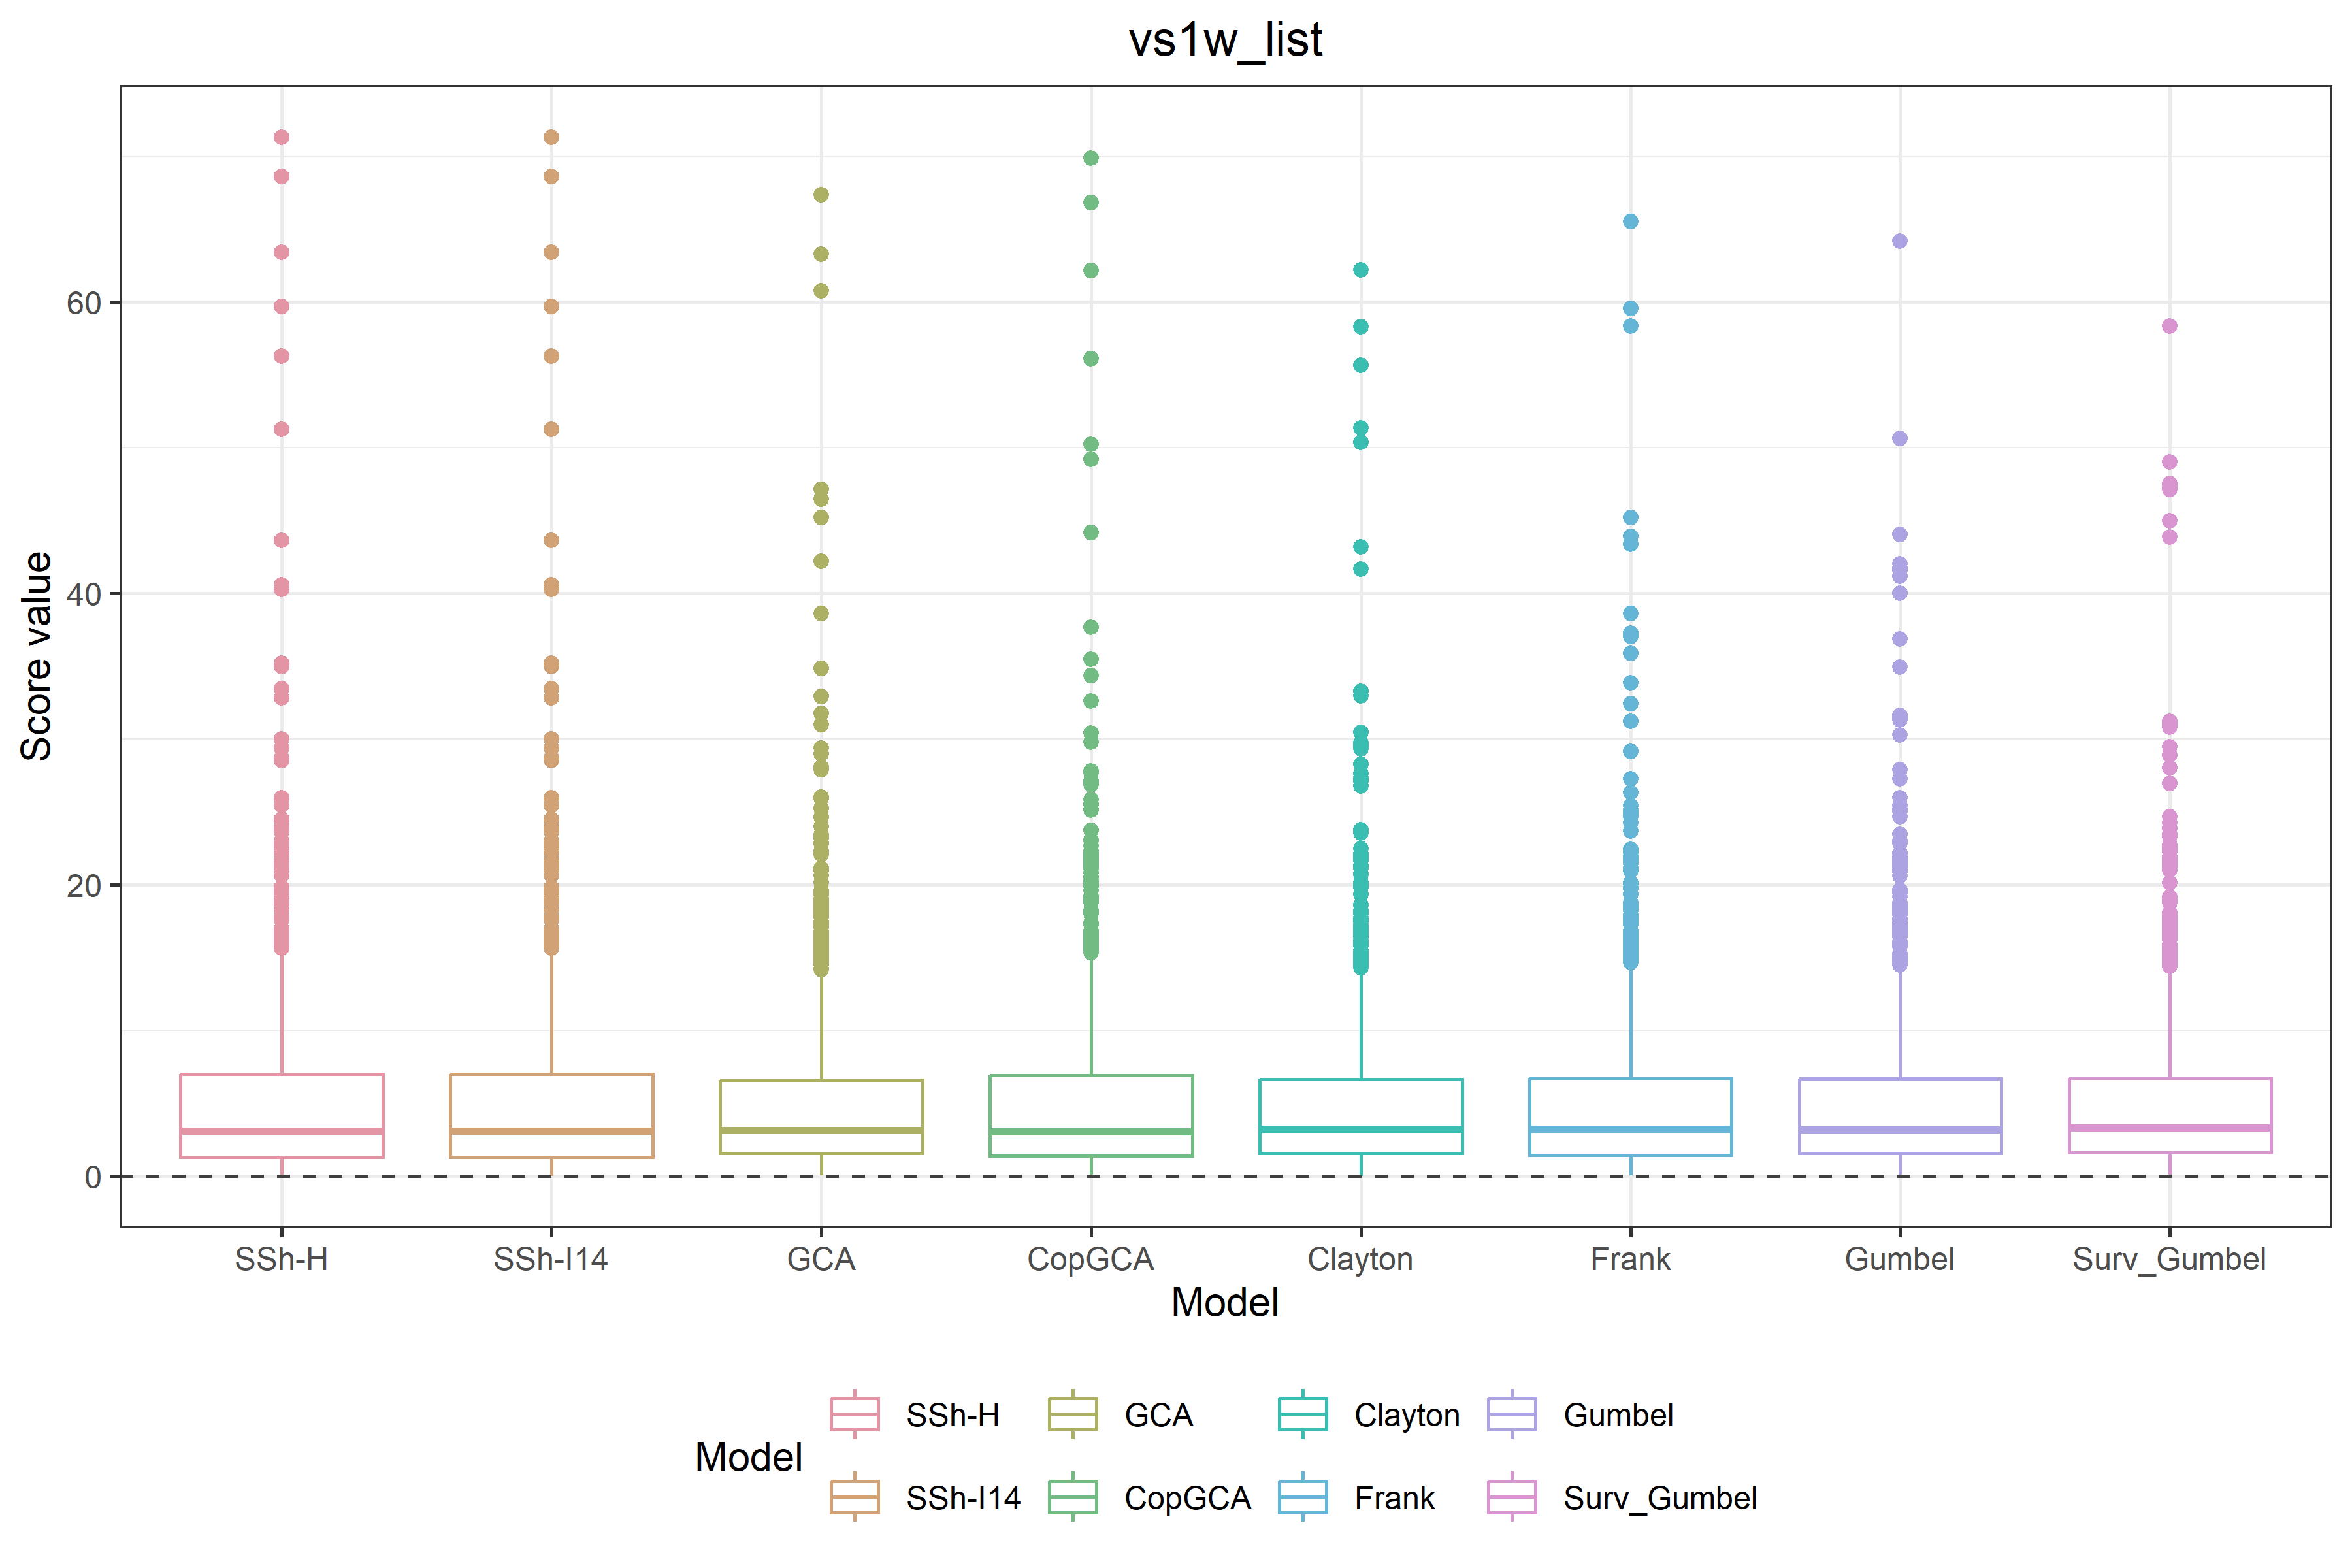 vs1w_list
Score value
60
40
20
0
SSh-H SSh-I14 GCA CopGCA Clayton Frank Gumbel Surv_Gumbel
Model
Model
SSh-H GCA Clayton Gumbel
SSh-I14 CopGCA Frank Surv_Gumbel